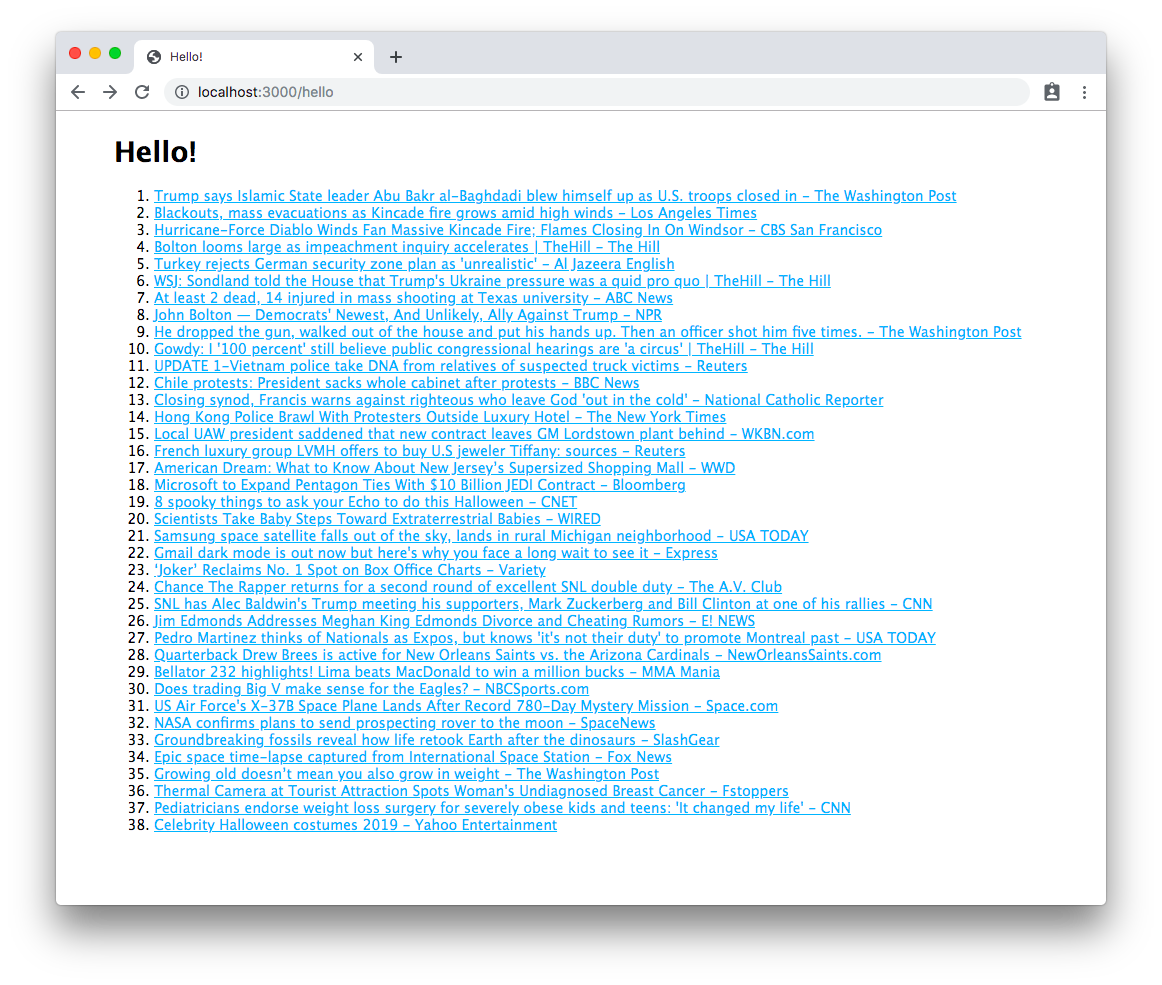 Hello!
localhost:3000/hello
Hello!
1. Trump says Islamic State leader Abu Bakr al-Baghdadi blew himself up as U.S. troops closed in - The Washington Post
2. Blackouts, mass evacuations as Kincade fire grows amid high winds - Los Angeles Times
3. Hurricane-Force Diablo Winds Fan Massive Kincade Fire; Flames Closing In On Windsor - CBS San Francisco
4. Bolton looms large as impeachment inquiry accelerates | TheHill - The Hill
5. Turkey rejects German security zone plan as 'unrealistic' - Al Jazeera English
6. WSJ: Sondland told the House that Trump's Ukraine pressure was a quid pro quo | TheHill - The Hill
7. At least 2 dead, 14 injured in mass shooting at Texas university - ABC News
8. John Bolton — Democrats' Newest, And Unlikely, Ally Against Trump - NPR
9. He dropped the gun, walked out of the house and put his hands up. Then an officer shot him five times. - The Washington Post
10. Gowdy: I '100 percent' still believe public congressional hearings are 'a circus' | TheHill - The Hill
11. UPDATE 1-Vietnam police take DNA from relatives of suspected truck victims - Reuters
12. Chile protests: President sacks whole cabinet after protests - BBC News
13. Closing synod, Francis warns against righteous who leave God 'out in the cold' - National Catholic Reporter
14. Hong Kong Police Brawl With Protesters Outside Luxury Hotel - The New York Times
15. Local UAW president saddened that new contract leaves GM Lordstown plant behind - WKBN.com
16. French luxury group LVMH offers to buy U.S jeweler Tiffany: sources - Reuters
17. American Dream: What to Know About New Jersey's Supersized Shopping Mall - WWD
18. Microsoft to Expand Pentagon Ties With $10 Billion JEDI Contract - Bloomberg
19. 8 spooky things to ask your Echo to do this Halloween - CNET
20. Scientists Take Baby Steps Toward Extraterrestrial Babies - WIRED
21. Samsung space satellite falls out of the sky, lands in rural Michigan neighborhood - USA TODAY
22. Gmail dark mode is out now but here's why you face a long wait to see it - Express
23. ‘Joker’ Reclaims No. 1 Spot on Box Office Charts - Variety
24. Chance The Rapper returns for a second round of excellent SNL double duty - The A.V. Club
25. SNL has Alec Baldwin's Trump meeting his supporters, Mark Zuckerberg and Bill Clinton at one of his rallies - CNN
26. Jim Edmonds Addresses Meghan King Edmonds Divorce and Cheating Rumors - E! NEWS
27. Pedro Martinez thinks of Nationals as Expos, but knows 'it's not their duty' to promote Montreal past - USA TODAY
28. Quarterback Drew Brees is active for New Orleans Saints vs. the Arizona Cardinals - NewOrleansSaints.com
29. Bellator 232 highlights! Lima beats MacDonald to win a million bucks - MMA Mania
30. Does trading Big V make sense for the Eagles? - NBCSports.com
31. US Air Force's X-37B Space Plane Lands After Record 780-Day Mystery Mission - Space.com
32. NASA confirms plans to send prospecting rover to the moon - SpaceNews
33. Groundbreaking fossils reveal how life retook Earth after the dinosaurs - SlashGear
34. Epic space time-lapse captured from International Space Station - Fox News
35. Growing old doesn't mean you also grow in weight - The Washington Post
36. Thermal Camera at Tourist Attraction Spots Woman's Undiagnosed Breast Cancer - Fstoppers
37. Pediatricians endorse weight loss surgery for severely obese kids and teens: 'It changed my life' - CNN
38. Celebrity Halloween costumes 2019 - Yahoo Entertainment